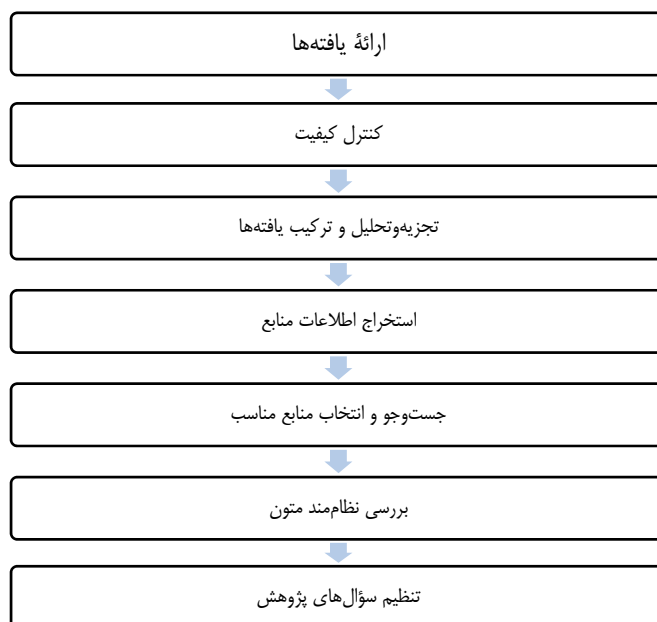 ارائهٔ یافته‌ها
کنترل کیفیت
تجزیه‌وتحلیل و ترکیب یافته‌ها
استخراج اطلاعات منابع
جست‌وجو و انتخاب منابع مناسب
بررسی نظام‌مند متون
تنظیم سؤال‌های پژوهش